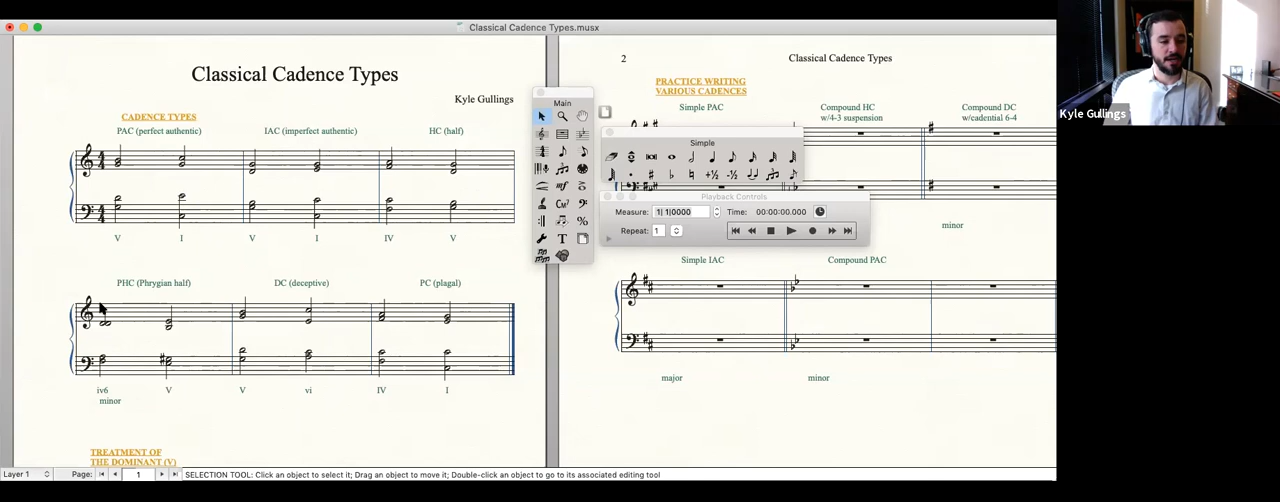 Classical Cadence Types.musx
Classical Cadence Types
Kyle Gullings
CADENCE TYPES
PAC (perfect authentic) IAC (imperfect authentic) HC (half)
V I V I IV V
PHC (Phrygian half) DC (deceptive) PC (plagal)
iv6 V V vi IV I
minor
TREATMENT OF
THE DOMINANT (V)
2 Classical Cadence Types
PRACTICE WRITING
VARIOUS CADENCES
Simple PAC Compound HC Compound DC
w/4-3 suspension w/cadential 6-4
minor
Simple IAC Compound PAC
major minor
Main
Simple
Playback Controls
Measure: 1| 1|0000 Time: 00:00:00.000
Repeat: 1
Kyle Gullings
Layer 1 Page: 1 SELECTION TOOL: Click an object to select it; Drag an object to move it; Double-click an object to go to its associated editing tool